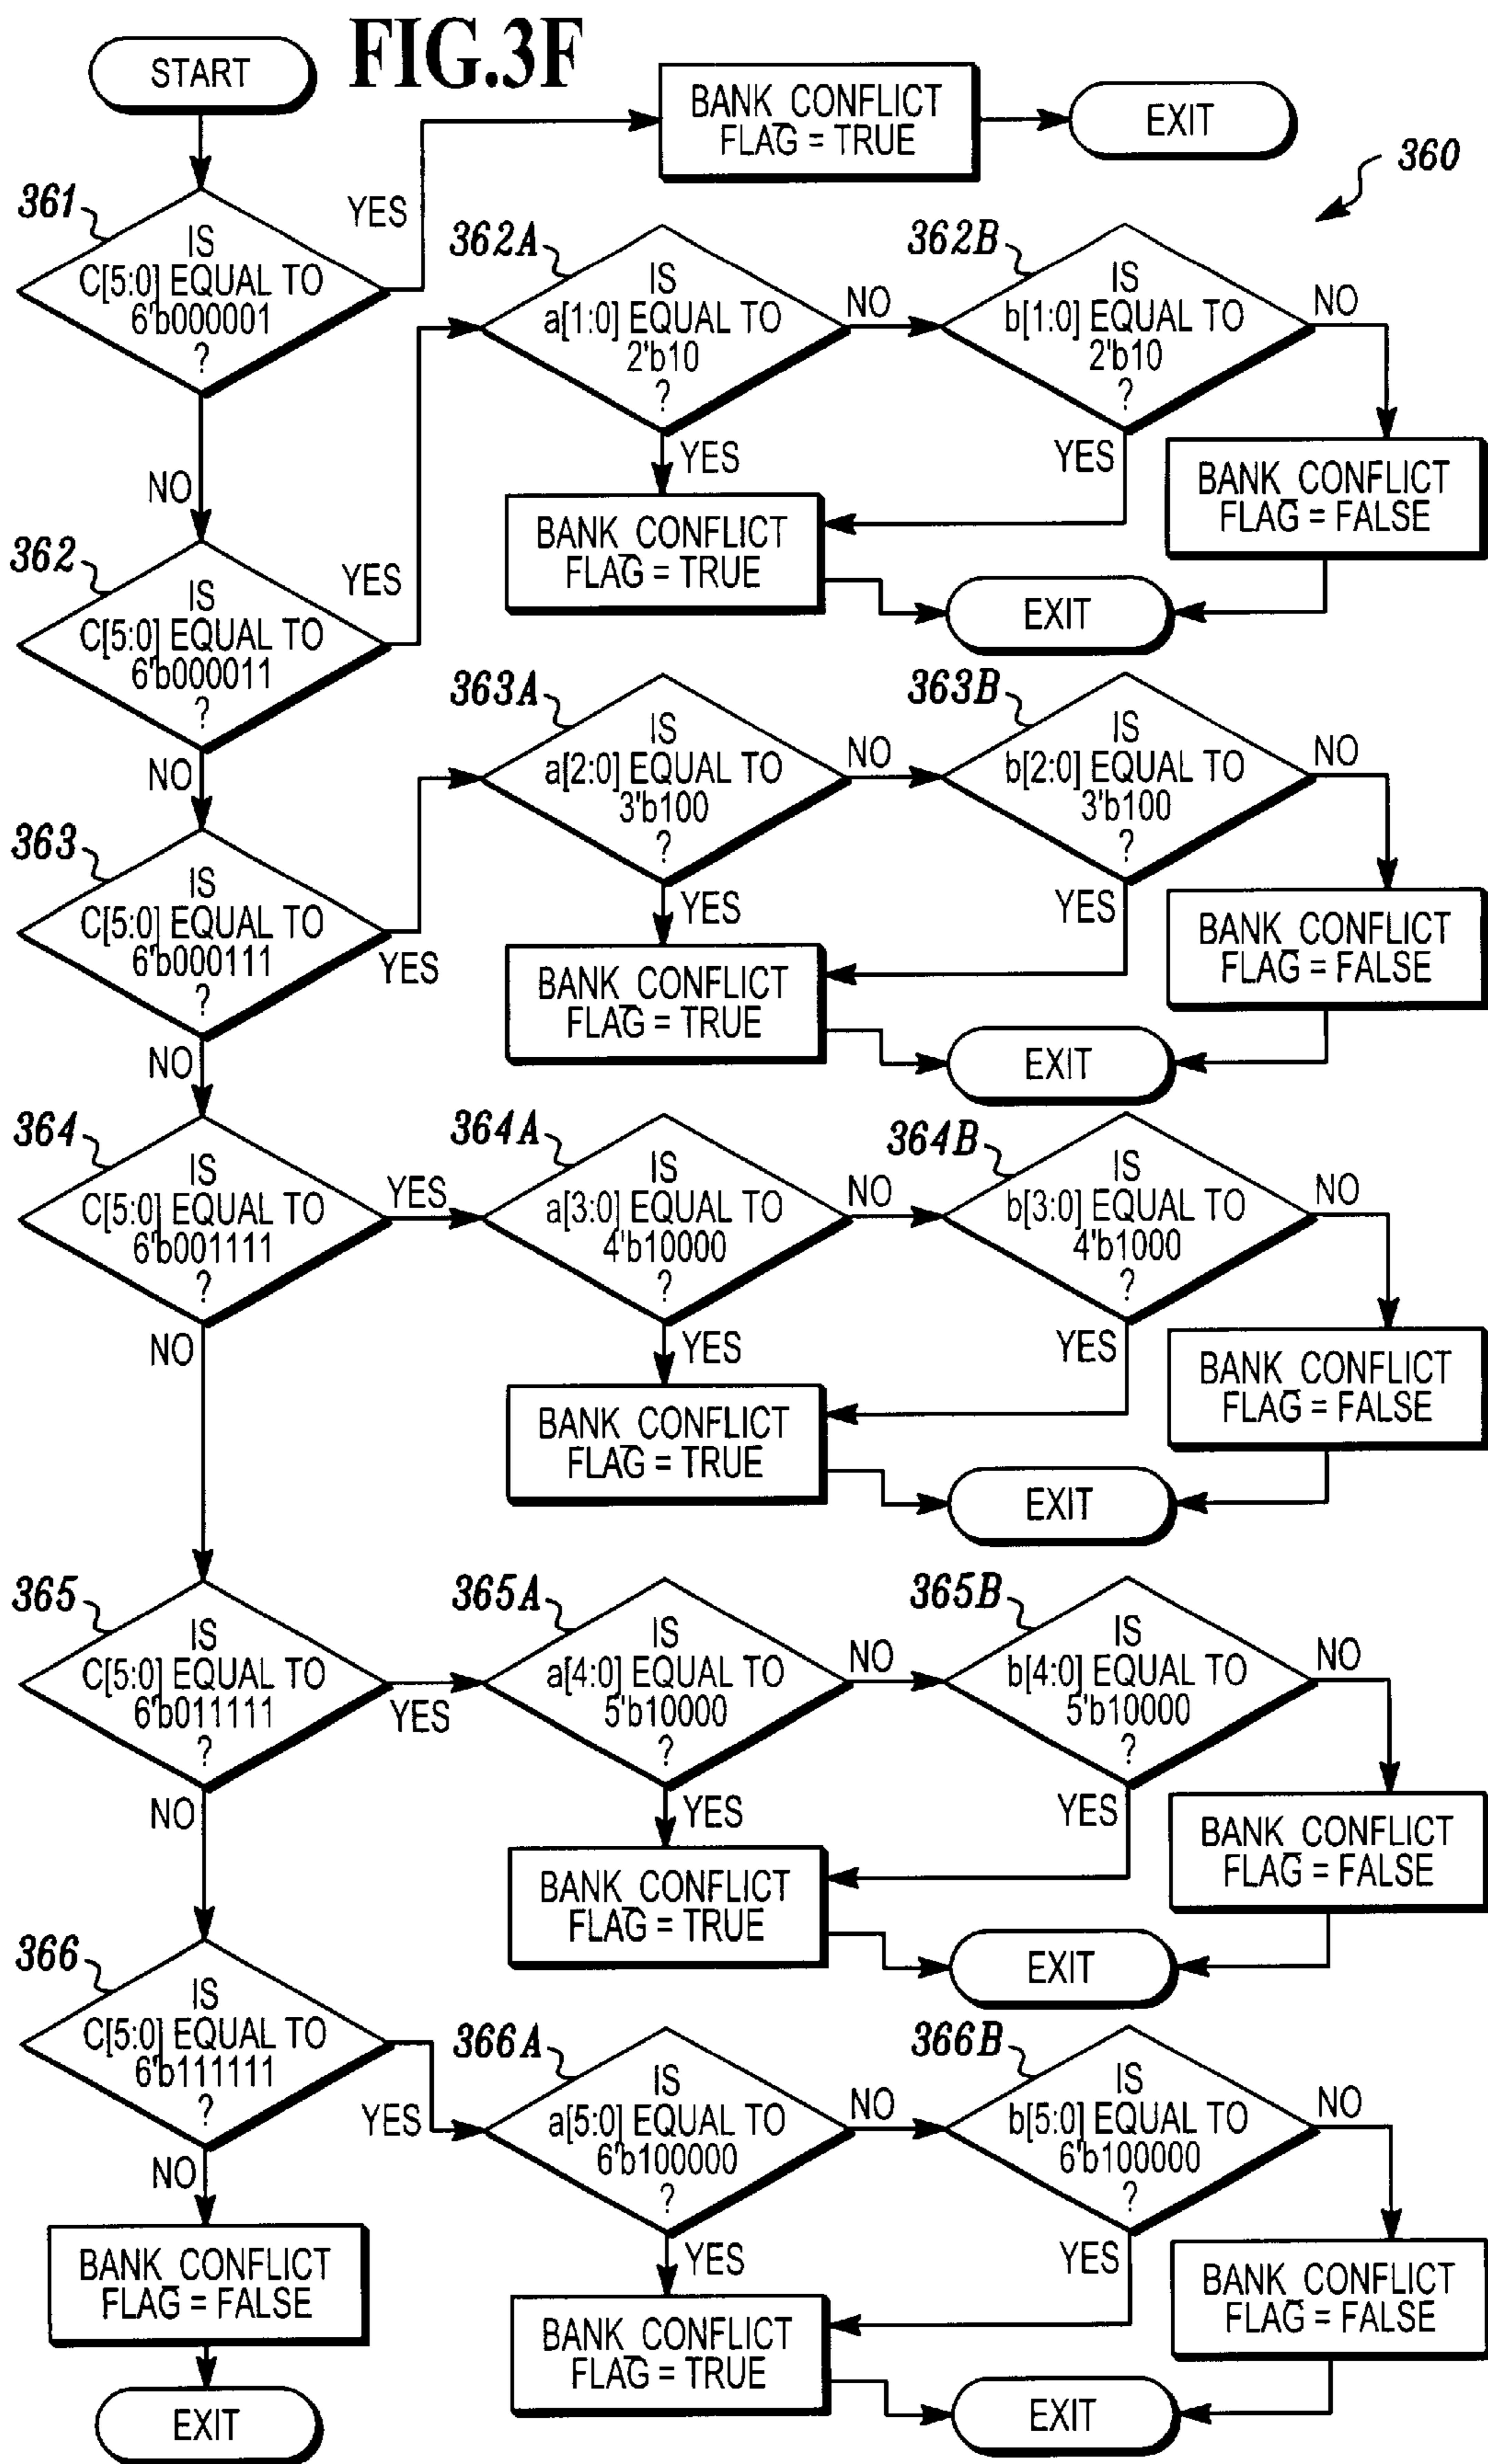 FIG.3F
START
BANK_CONFLICT
FLAG = TRUE
EXIT
360
361
IS
C[5:0] EQUAL TO
6'b000001
?
YES
NO
362A
IS
a[1:0] EQUAL TO
2'b10
?
NO
YES
362B
IS
b[1:0] EQUAL TO
2'b10
?
NO
YES
BANK_CONFLICT
FLAG = TRUE
BANK_CONFLICT
FLAG = FALSE
EXIT
362
IS
C[5:0] EQUAL TO
6'b000011
?
YES
NO
363A
IS
a[2:0] EQUAL TO
3'b100
?
NO
YES
363B
IS
b[2:0] EQUAL TO
3'b100
?
NO
YES
BANK_CONFLICT
FLAG = TRUE
BANK_CONFLICT
FLAG = FALSE
EXIT
363
IS
C[5:0] EQUAL TO
6'b000111
?
YES
NO
364
IS
C[5:0] EQUAL TO
6'b001111
?
YES
NO
364A
IS
a[3:0] EQUAL TO
4'b10000
?
NO
YES
364B
IS
b[3:0] EQUAL TO
4'b1000
?
NO
YES
BANK_CONFLICT
FLAG = TRUE
BANK_CONFLICT
FLAG = FALSE
EXIT
365
IS
C[5:0] EQUAL TO
6'b011111
?
YES
NO
365A
IS
a[4:0] EQUAL TO
5'b10000
?
NO
YES
365B
IS
b[4:0] EQUAL TO
5'b10000
?
NO
YES
BANK_CONFLICT
FLAG = TRUE
BANK_CONFLICT
FLAG = FALSE
EXIT
366
IS
C[5:0] EQUAL TO
6'b111111
?
YES
NO
366A
IS
a[5:0] EQUAL TO
6'b100000
?
NO
YES
366B
IS
b[5:0] EQUAL TO
6'b100000
?
NO
YES
BANK_CONFLICT
FLAG = FALSE
EXIT
BANK_CONFLICT
FLAG = TRUE
BANK_CONFLICT
FLAG = FALSE
EXIT